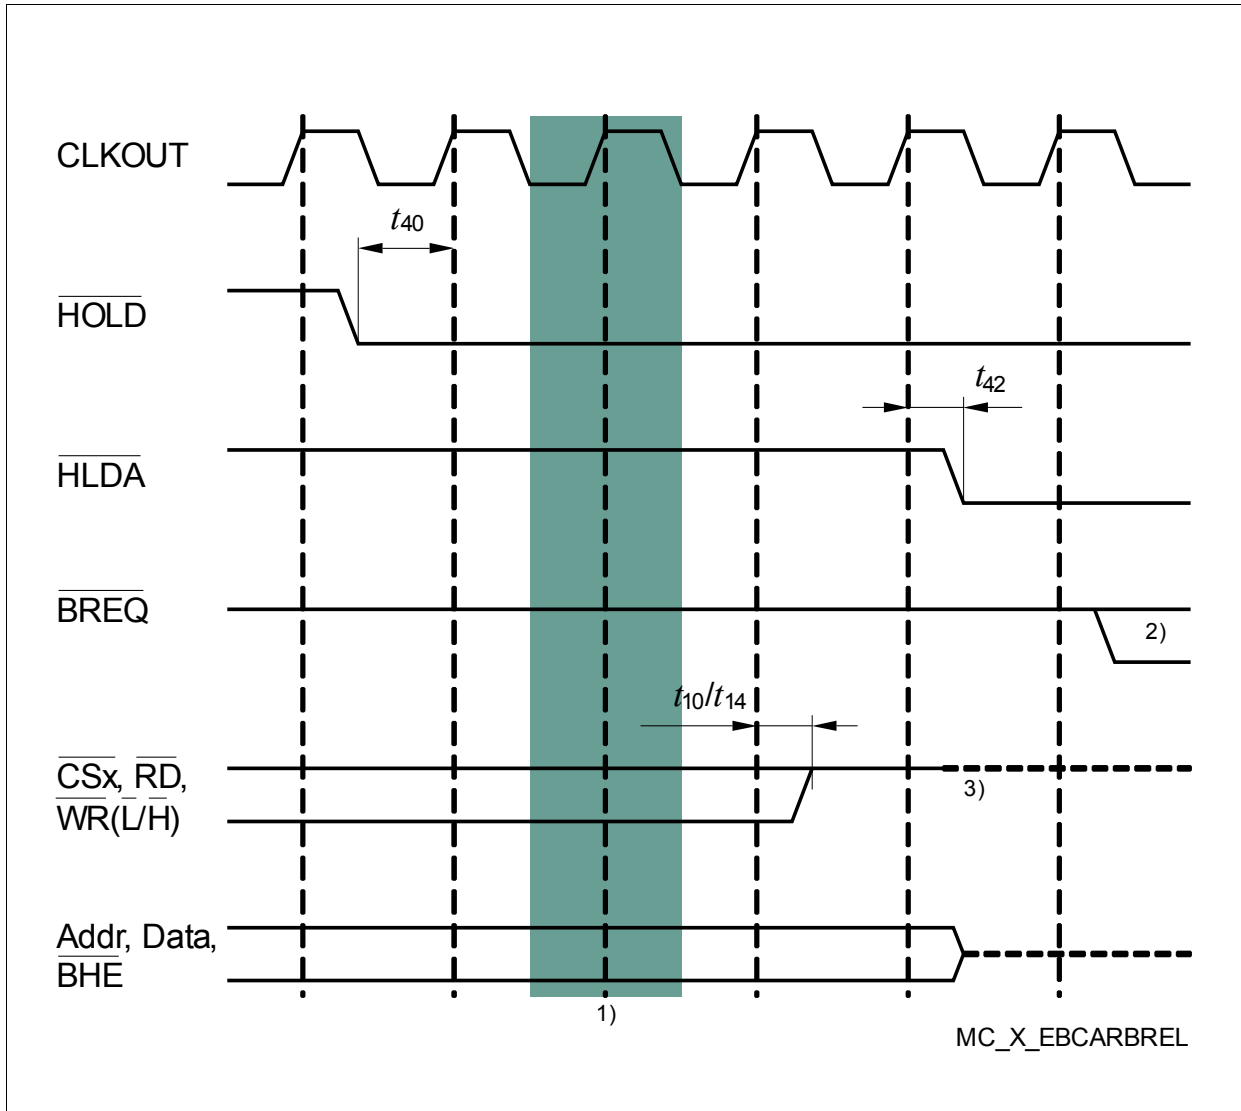 CLKOUT
t40
HOLD
t42
HLDA
BREQ
2)
t10/t14
CSx, RD,
3)
WR(L/H)
Addr, Data,
BHE
1)
MC_X_EBCARBREL